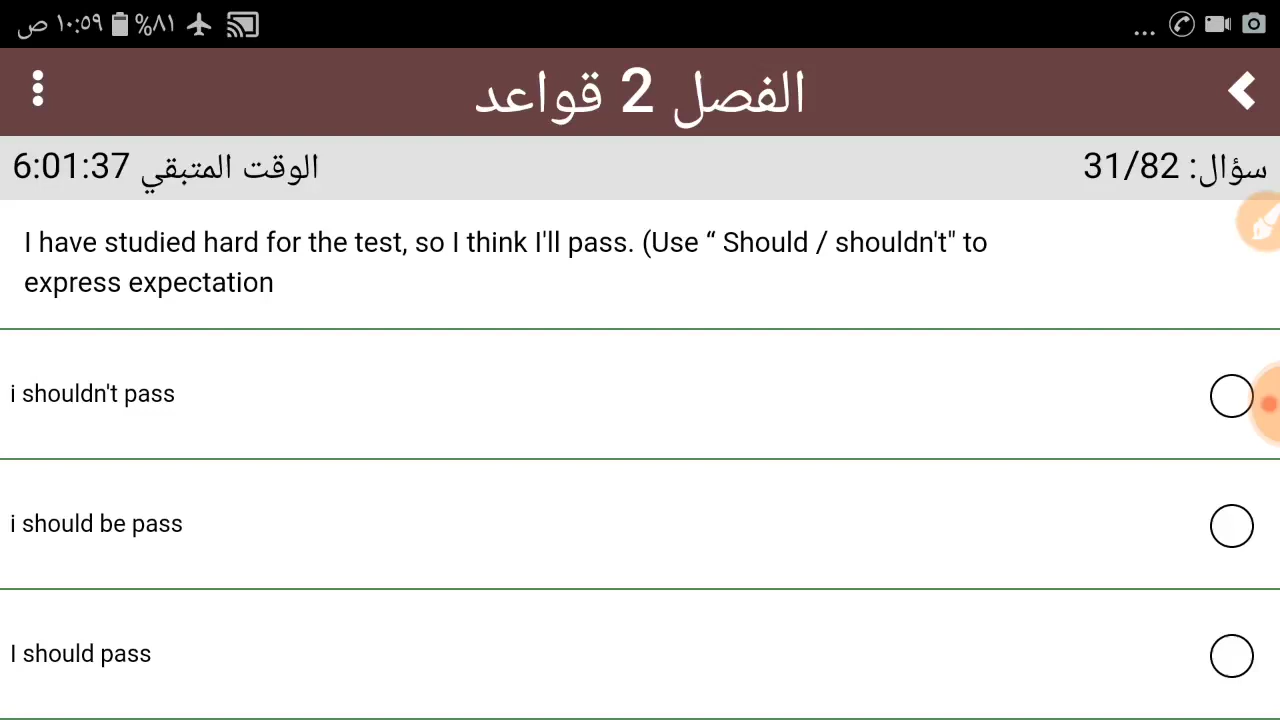 %٨١ ١٠:٥٩ ص
...
الفصل 2 قواعد
سؤال: 31/82
الوقت المتبقي 6:01:37
I have studied hard for the test, so I think I'll pass. (Use “ Should / shouldn't" to
express expectation
i shouldn't pass
i should be pass
I should pass